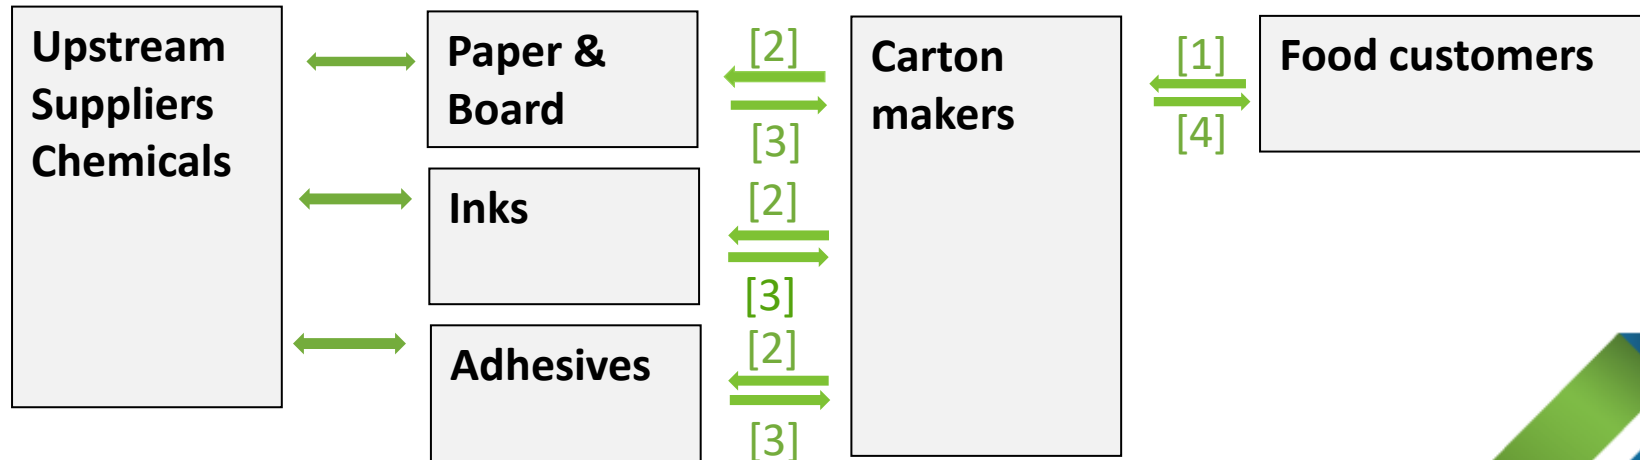 Upstream
Suppliers
Chemicals
Paper &
Board
[2]
[3]
Inks
[2]
[3]
Adhesives
[2]
[3]
Carton
makers
[1]
[4]
Food customers